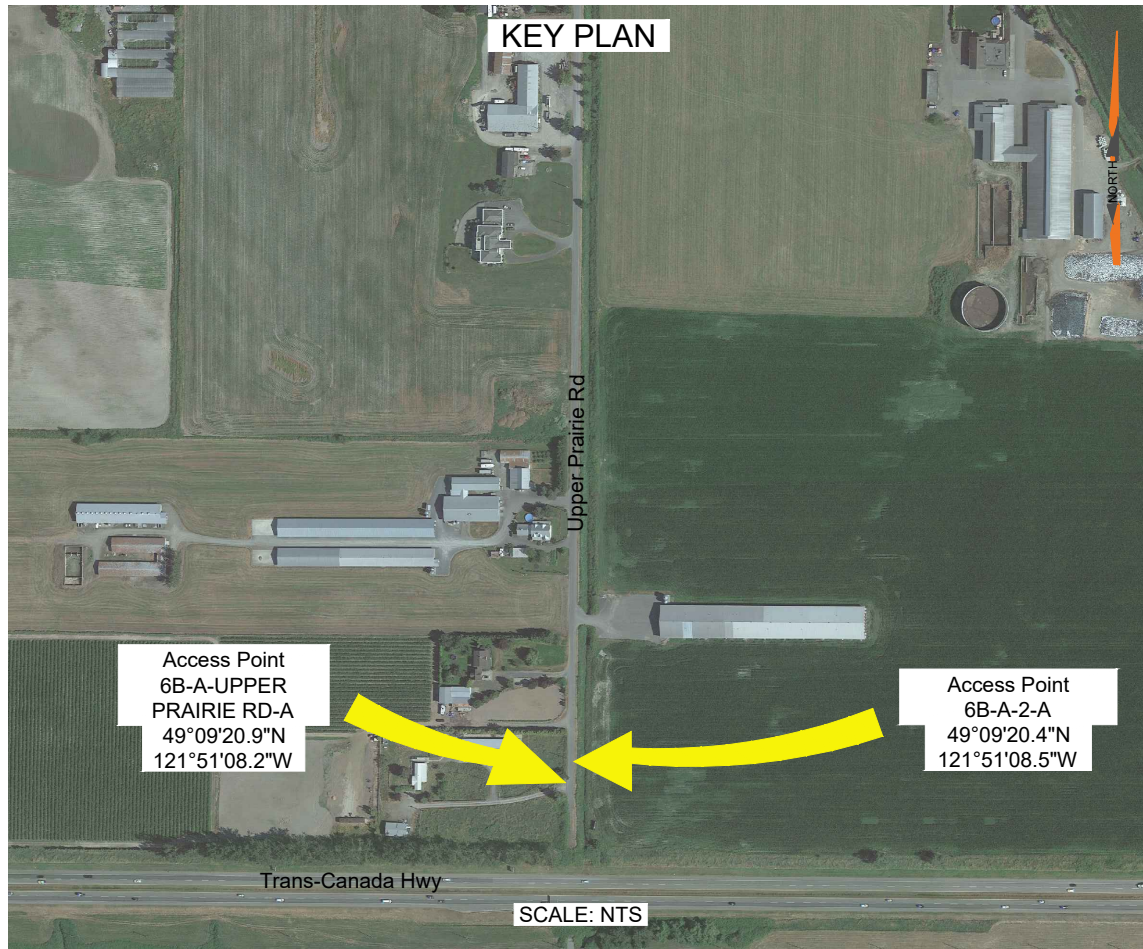 KEY PLAN
NORTH
Upper Prairie Rd
Access Point
6B-A-UPPER
PRAIRIE RD-A
49°09'20.9"N
121°51'08.2"W
Access Point
6B-A-2-A
49°09'20.4"N
121°51'08.5"W
Trans-Canada Hwy
SCALE: NTS